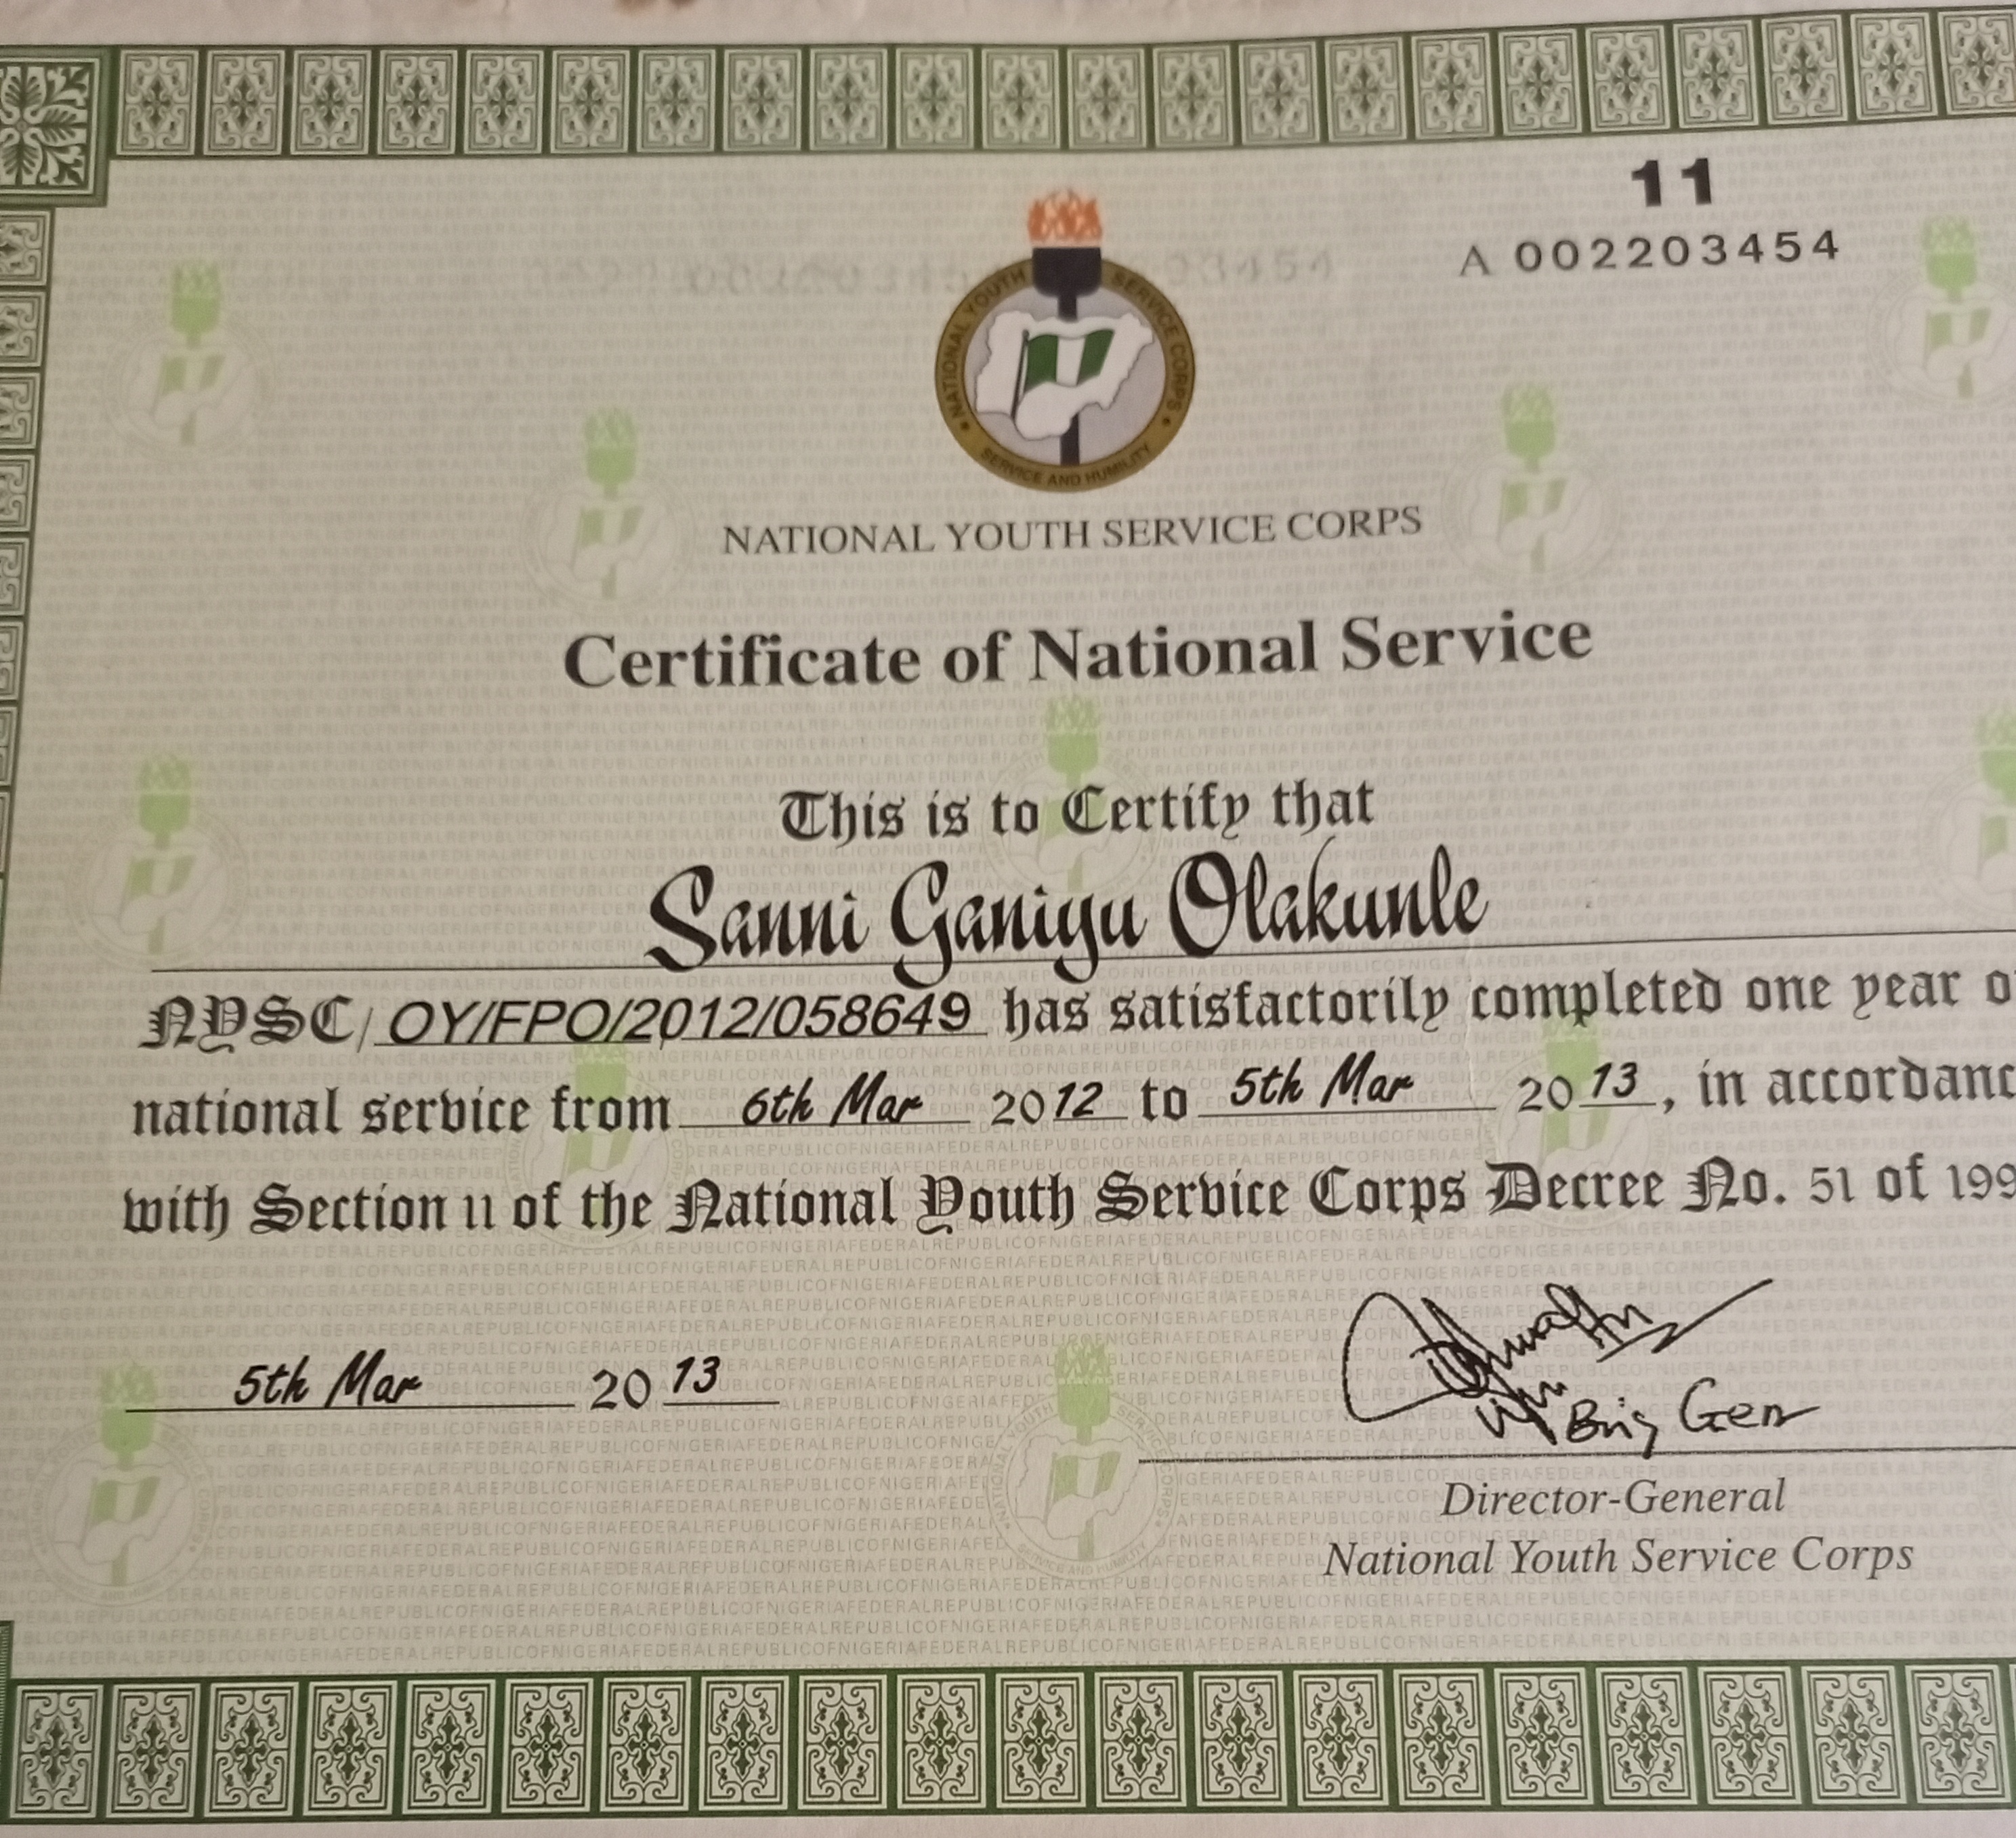 11
A 002203454
NATIONAL YOUTH SERVICE CORPS
SERVICE AND HUMILITY
NATIONAL YOUTH SERVICE CORPS
Certificate of National Service
This is to Certify that
Sanni Ganiyu Olakunle
NYSC/ OY/FPO/2012/058649 has satisfactorily completed one year o
national service from 6th Mar 2012 to 5th Mar 2013, in accordanc
with Section 11 of the National Youth Service Corps Decree No. 51 of 199
5th Mar 2013
Brig Gen
Director-General
National Youth Service Corps